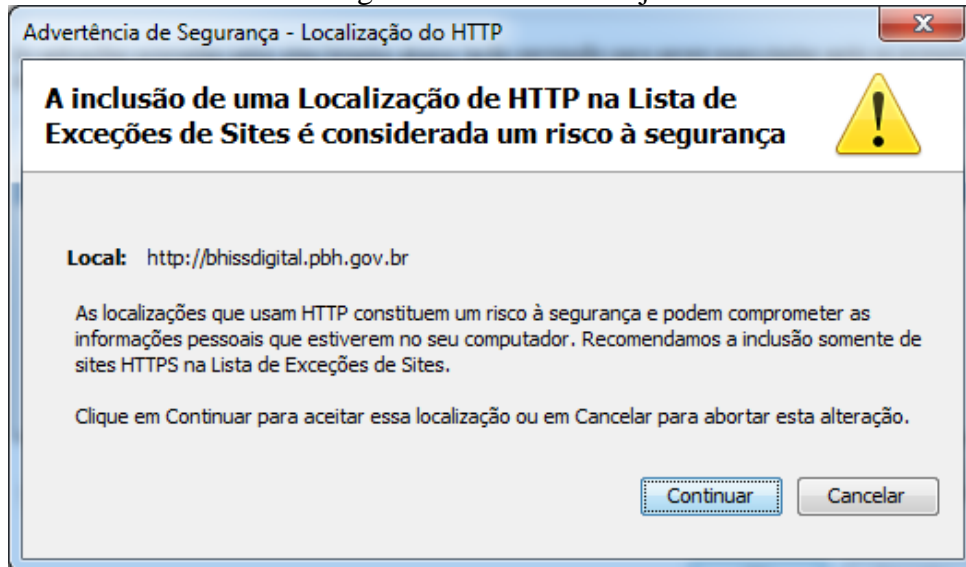 Advertência de Segurança - Localização do HTTP
A inclusão de uma Localização de HTTP na Lista de
Exceções de Sites é considerada um risco à segurança
Local: http://bhissdigital.pbh.gov.br
As localizações que usam HTTP constituem um risco à segurança e podem comprometer as
informações pessoais que estiverem no seu computador. Recomendamos a inclusão somente de
sites HTTPS na Lista de Exceções de Sites.
Clique em Continuar para aceitar essa localização ou em Cancelar para abortar esta alteração.
Continuar Cancelar